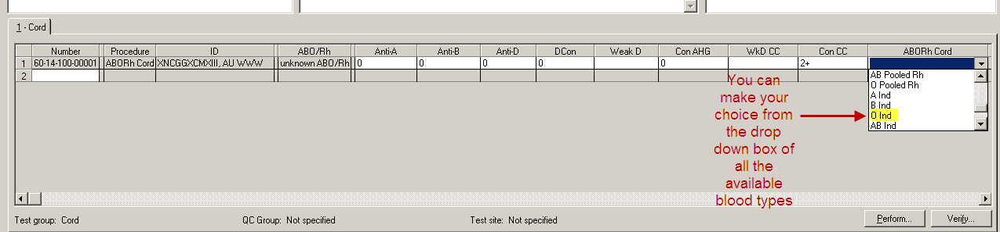 1 - Cord
Number Procedure ID ABO/Rh Anti-A Anti-B Anti-D DCon Weak D Con AHG WkD CC Con CC ABORh Cord
1 60-14-100-00001 ABORh Cord XNCGGXCMXIII, AU WWW unknown ABO/Rh 0 0 0 0 0 2+
2
AB Pooled Rh
O Pooled Rh
A Ind
B Ind
O Ind
AB Ind
You can
make your
choice from
the drop
down box of
all the
available
blood types
Test group: Cord QC Group: Not specified Test site: Not specified Perform... Verify...